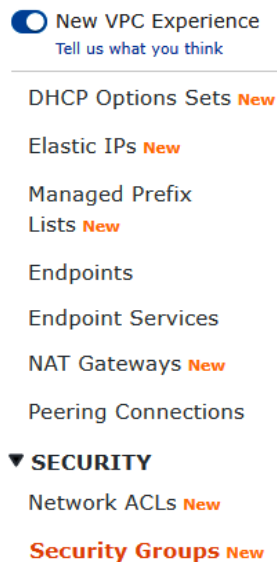 New VPC Experience
Tell us what you think
DHCP Options Sets New
Elastic IPs New
Managed Prefix
Lists New
Endpoints
Endpoint Services
NAT Gateways New
Peering Connections
SECURITY
Network ACLs New
Security Groups New